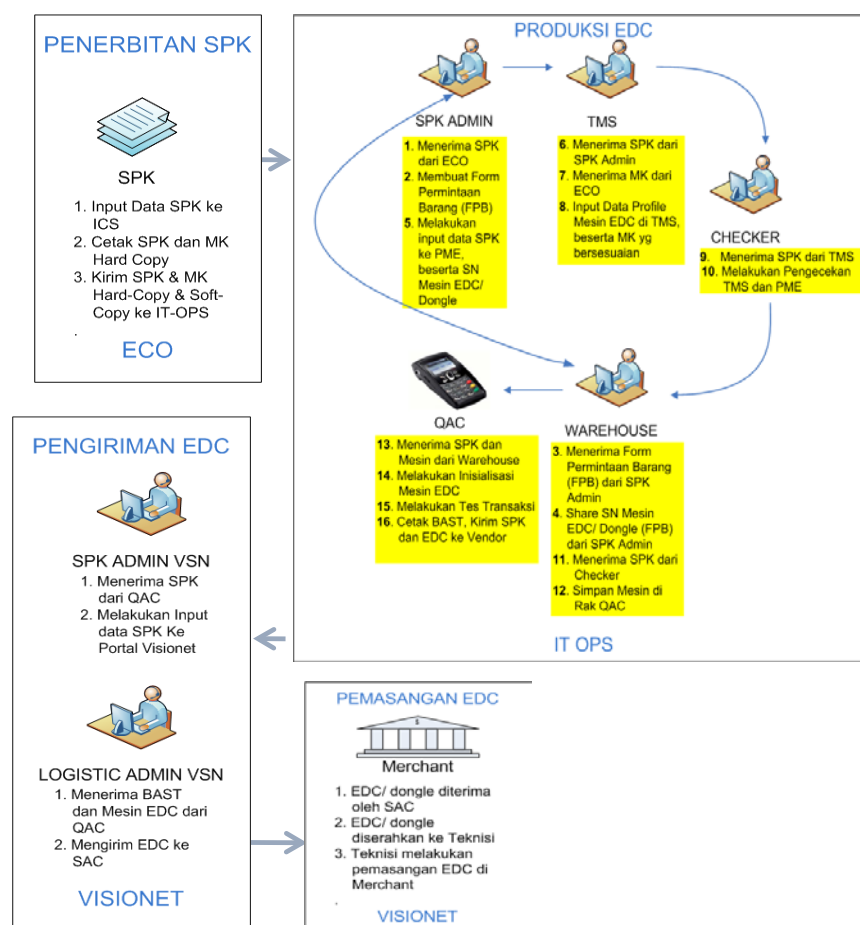 PENERBITAN SPK
SPK
1. Input Data SPK ke
ICS
2. Cetak SPK dan MK
Hard Copy
3. Kirim SPK & MK
Hard-Copy & Soft-
Copy ke IT-OPS
.
ECO
PRODUKSI EDC
SPK ADMIN
1. Menerima SPK
dari ECO
2. Membuat Form
Permintaan
Barang (FPB)
5. Melakukan
input data SPK
ke PME,
beserta SN
Mesin EDC/
Dongle
TMS
6. Menerima SPK dari
SPK Admin
7. Menerima MK dari
ECO
8. Input Data Profile
Mesin EDC di TMS,
beserta MK yg
bersesuaian
CHECKER
9. Menerima SPK dari TMS
10. Melakukan Pengecekan
TMS dan PME
QAC
13. Menerima SPK dan
Mesin dari Warehouse
14. Melakukan Inisialisasi
Mesin EDC
15. Melakukan Tes Transaksi
16. Cetak BAST, Kirim SPK
dan EDC ke Vendor
WAREHOUSE
3. Menerima Form
Permintaan Barang
(FPB) dari SPK
Admin
4. Share SN Mesin
EDC/ Dongle (FPB)
dari SPK Admin
11. Menerima SPK dari
Checker
12. Simpan Mesin di
Rak QAC
IT OPS
PENGIRIMAN EDC
SPK ADMIN VSN
1. Menerima SPK
dari QAC
2. Melakukan Input
data SPK Ke
Portal Visionet
LOGISTIC ADMIN VSN
1. Menerima BAST
dan Mesin EDC dari
QAC
2. Mengirim EDC ke
SAC
VISIONET
PEMASANGAN EDC
Merchant
1. EDC/ dongle diterima
oleh SAC
2. EDC/ dongle
diserahkan ke Teknisi
3. Teknisi melakukan
pemasangan EDC di
Merchant
.
VISIONET